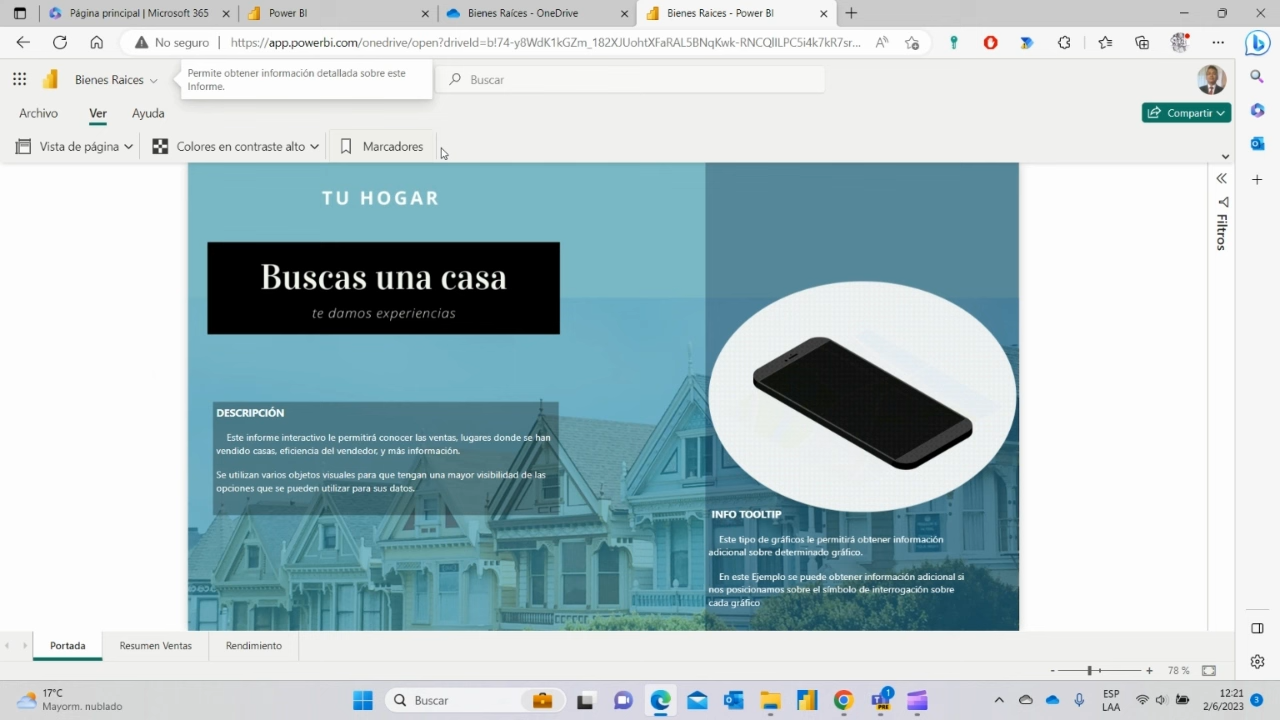 Página principal | Microsoft 365
Power BI
Bienes Raíces - OneDrive
Bienes Raíces - Power BI
No seguro
https://app.powerbi.com/onedrive/open?driveId=b!74-y8WdK1kGZm_182XJUohtXFaRAL5BNqKwk-RNCQlILPC5i4k7kR7sr...
Bienes Raices
Permite obtener información detallada sobre este
Informe.
Buscar
Archivo
Ver
Ayuda
Compartir
Vista de página
Colores en contraste alto
Marcadores
TU HOGAR
Buscas una casa
te damos experiencias
Filtros
DESCRIPCIÓN
Este informe interactivo le permitirá conocer las ventas, lugares donde se han
vendido casas, eficiencia del vendedor, y más información.
Se utilizan varios objetos visuales para que tengan una mayor visibilidad de las
opciones que se pueden utilizar para sus datos.
INFO TOOLTIP
Este tipo de gráficos le permitirá obtener información
adicional sobre determinado gráfico.
En este Ejemplo se puede obtener información adicional si
nos posicionamos sobre el símbolo de interrogación sobre
cada gráfico
Portada
Resumen Ventas
Rendimiento
- + 78 %
17°C
Mayorm. nublado
Buscar
1
PRE
ESP
LAA
12:21
2/6/2023
3